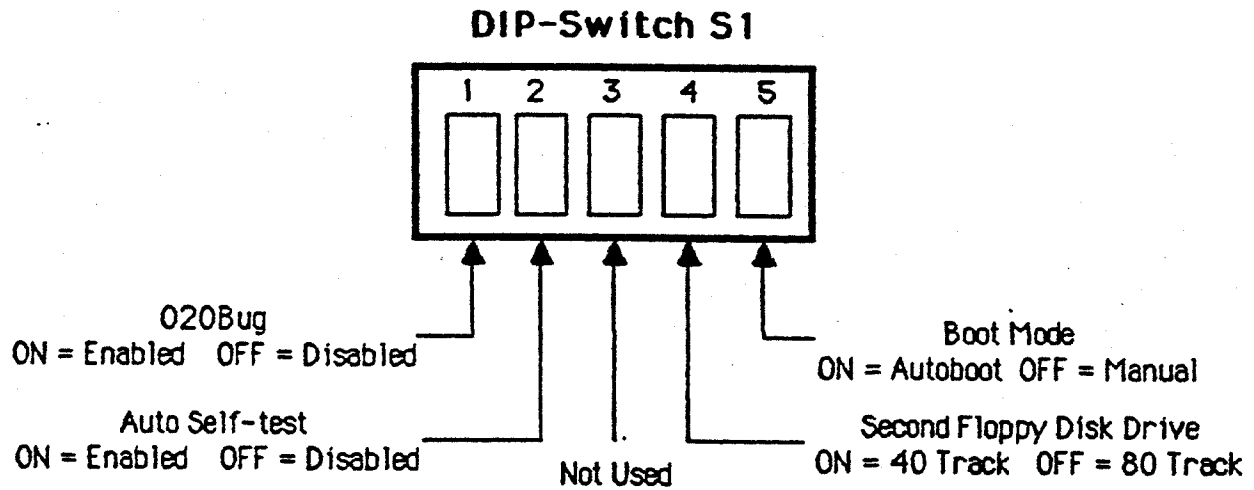 DIP-Switch S1
1 2 3 4 5
020Bug
ON = Enabled OFF = Disabled
Auto Self-test
ON = Enabled OFF = Disabled
Not Used
Boot Mode
ON = Autoboot OFF = Manual
Second Floppy Disk Drive
ON = 40 Track OFF = 80 Track